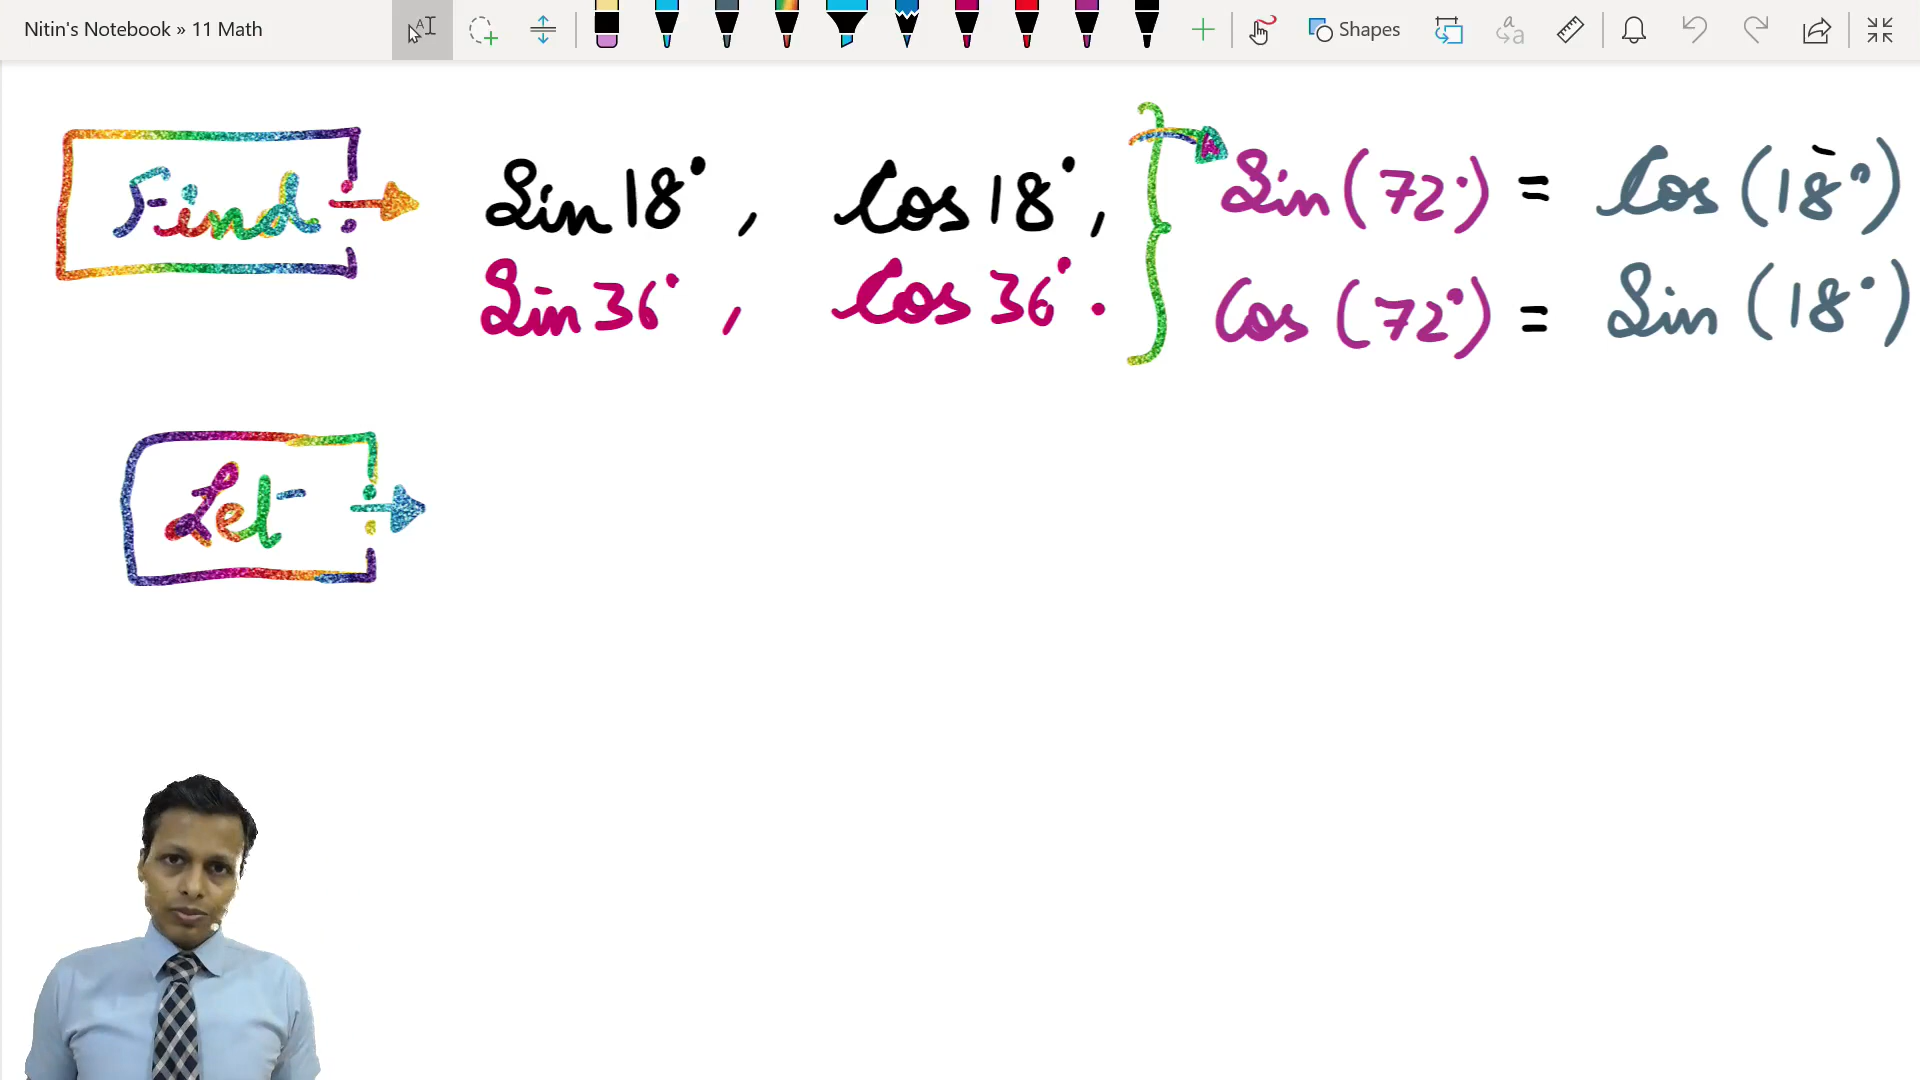 Nitin's Notebook » 11 Math
Shapes
Find : → Sin 18°, Cos 18°,
Sin 36°, Cos 36°.
Sin (72°) = Cos (18°)
Cos (72°) = Sin (18°)
Let : →